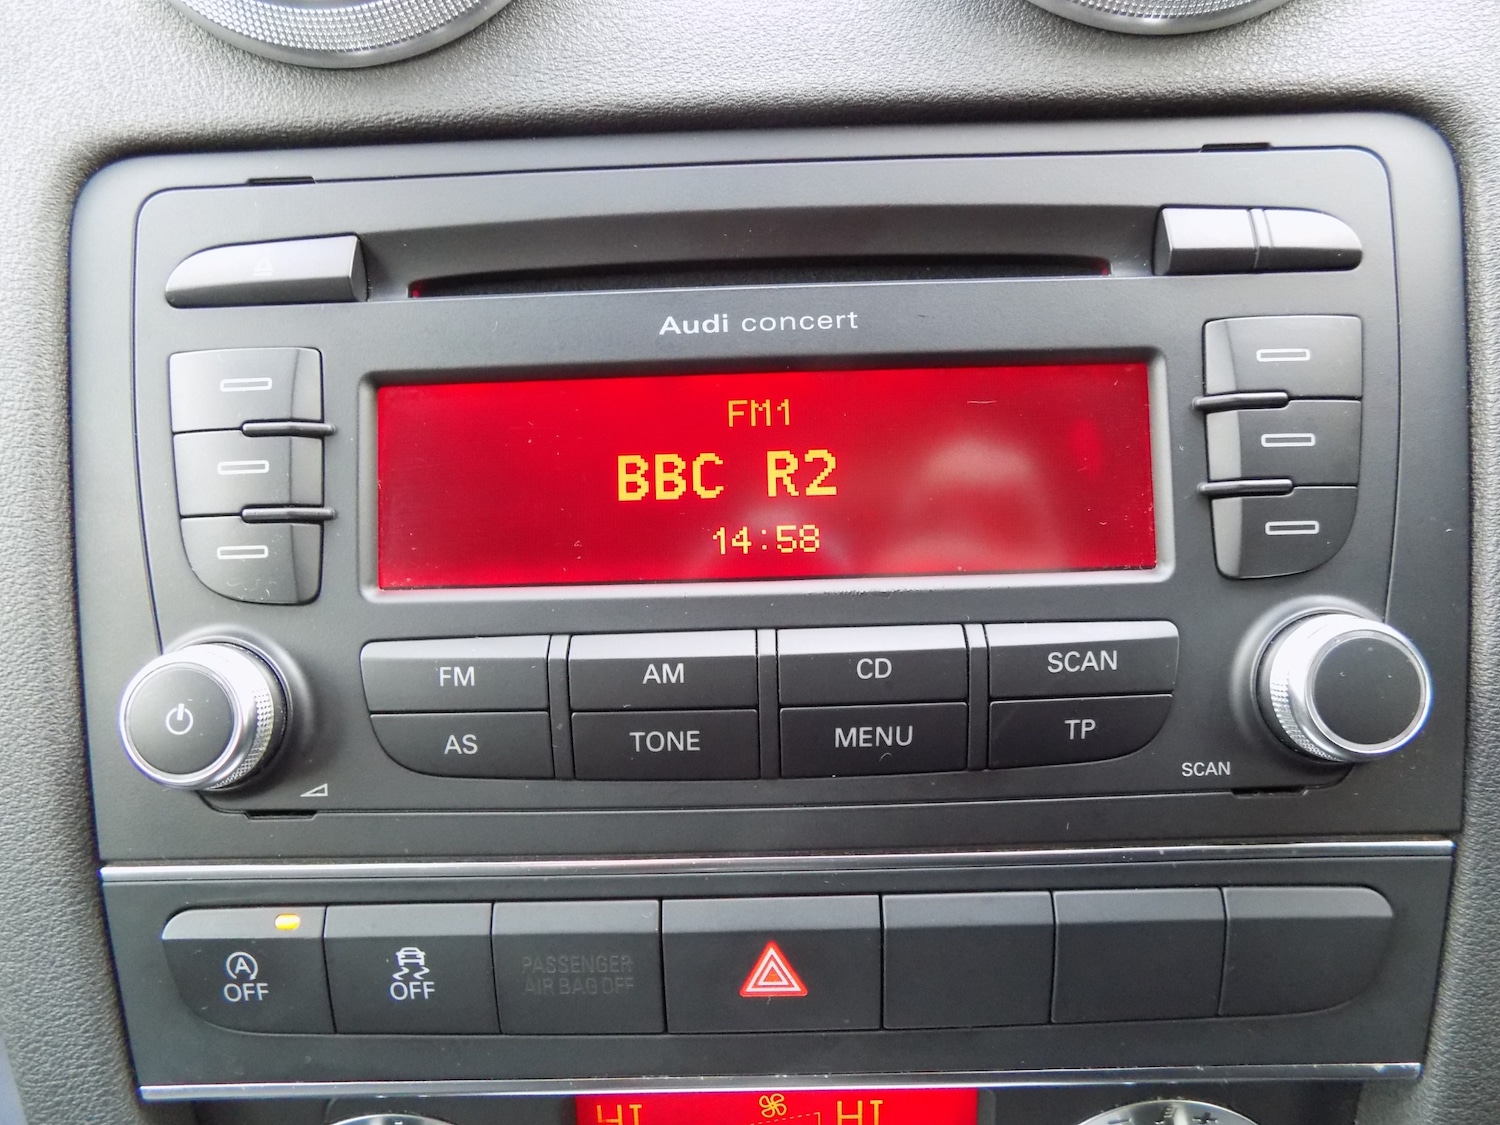 Audi concert
FM1
BBC R2
14:58
FM
AM
CD
SCAN
AS
TONE
MENU
TP
SCAN
A
OFF
OFF
PASSENGER
AIR BAG OFF
HI
HI